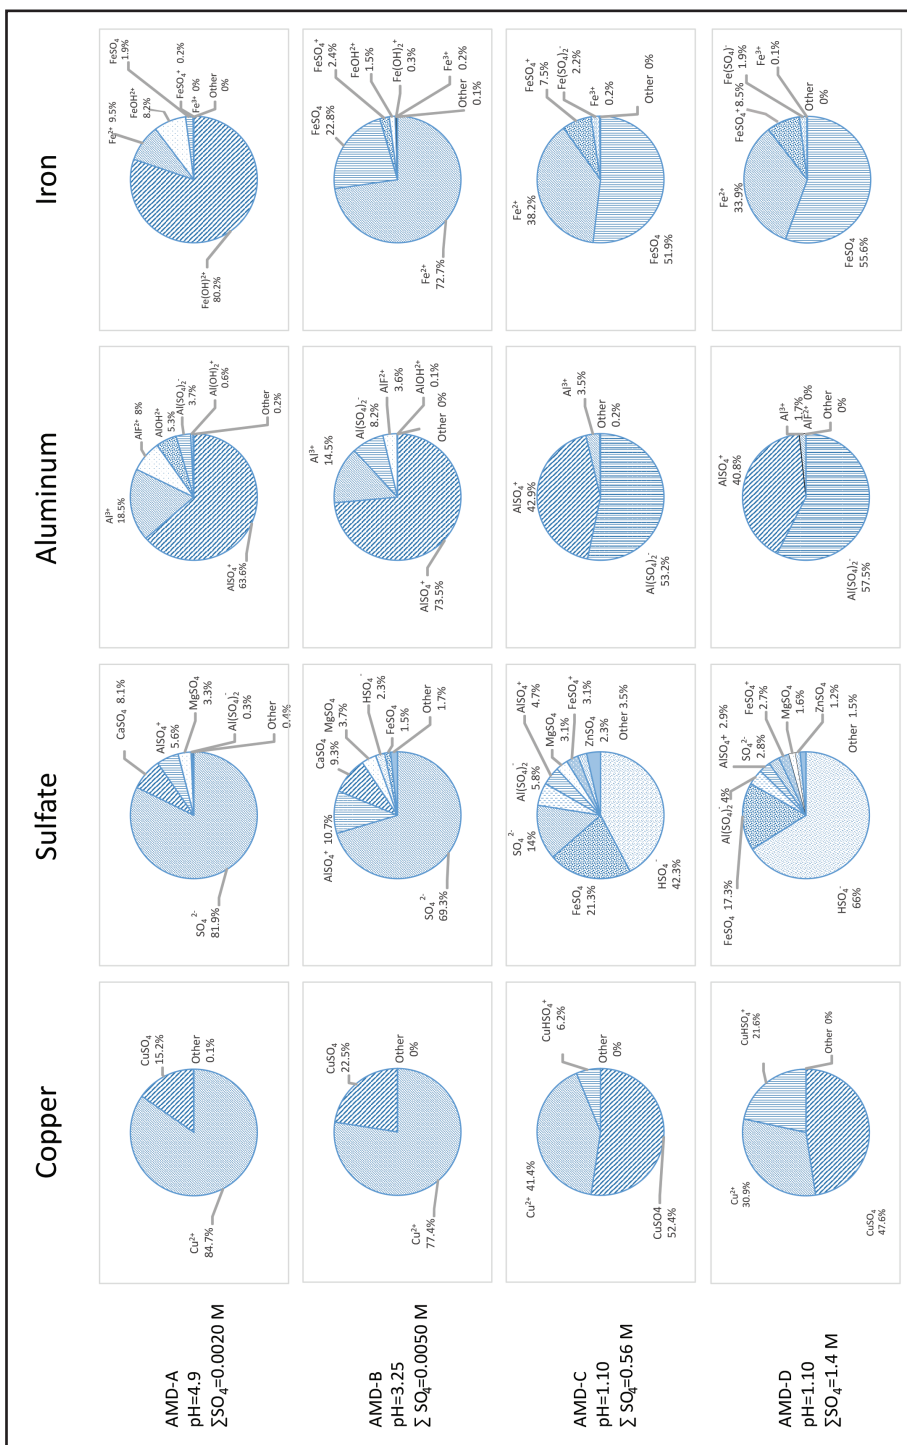 Copper
Sulfate
Aluminum
Iron
AMD-A
pH=4.9
∑SO₄=0.0020 M
Cu²⁺
84.7%
CuSO₄
15.2%
Other
0.1%
SO₄²⁻
81.9%
CaSO₄ 8.1%
AlSO₄⁺
5.6%
MgSO₄
3.3%
Al(SO₄)₂⁻
0.3%
Other
0.4%
AlSO₄⁺
63.6%
Al³⁺
18.5%
AlF²⁺ 8%
AlOH²⁺
5.3%
Al(SO₄)₂⁻
3.7%
Al(OH)₂⁺
0.6%
Other
0.2%
Fe(OH)²⁺
80.2%
Fe²⁺ 9.5%
FeOH²⁺
8.2%
FeSO₄
1.9%
FeSO₄⁺ 0.2%
Fe³⁺ 0%
Other
0%
AMD-B
pH=3.25
∑ SO₄=0.0050 M
Cu²⁺
77.4%
CuSO₄
22.5%
Other
0%
SO₄²⁻
69.3%
AlSO₄⁺ 10.7%
CaSO₄
9.3%
MgSO₄
3.7%
HSO₄⁻
2.3%
FeSO₄
1.5%
Other
1.7%
AlSO₄⁺
73.5%
Al³⁺
14.5%
Al(SO₄)₂⁻
8.2%
AlF²⁺
3.6%
AlOH²⁺
0.1%
Other 0%
Fe²⁺
72.7%
FeSO₄
22.8%
FeSO₄⁺
2.4%
FeOH²⁺
1.5%
Fe(OH)₂⁺
0.3%
Fe³⁺
0.2%
Other
0.1%
AMD-C
pH=1.10
∑ SO₄=0.56 M
CuSO4
52.4%
Cu²⁺ 41.4%
CuHSO₄⁺
6.2%
Other
0%
HSO₄⁻
42.3%
FeSO₄
21.3%
SO₄²⁻
14%
Al(SO₄)₂⁻
5.8%
AlSO₄⁺
4.7%
MgSO₄
3.1%
FeSO₄⁺
3.1%
ZnSO₄
2.3%
Other 3.5%
Al(SO₄)₂⁻
53.2%
AlSO₄⁺
42.9%
Al³⁺
3.5%
Other
0.2%
FeSO₄
51.9%
Fe²⁺
38.2%
FeSO₄⁺
7.5%
Fe(SO₄)₂⁻
2.2%
Fe³⁺
0.2%
Other 0%
AMD-D
pH=1.10
∑SO₄=1.4 M
CuSO₄
47.6%
Cu²⁺
30.9%
CuHSO₄⁺
21.6%
Other 0%
HSO₄⁻
66%
FeSO₄ 17.3%
Al(SO₄)₂⁻ 4%
AlSO₄⁺ 2.9%
SO₄²⁻
2.8%
FeSO₄⁺
2.7%
MgSO₄
1.6%
ZnSO₄
1.2%
Other 1.5%
Al(SO₄)₂⁻
57.5%
AlSO₄⁺
40.8%
Al³⁺
1.7%
AlF²⁺ 0%
Other
0%
FeSO₄
55.6%
Fe²⁺
33.9%
FeSO₄⁺ 8.5%
Fe(SO₄)⁻
1.9%
Fe³⁺
0.1%
Other
0%